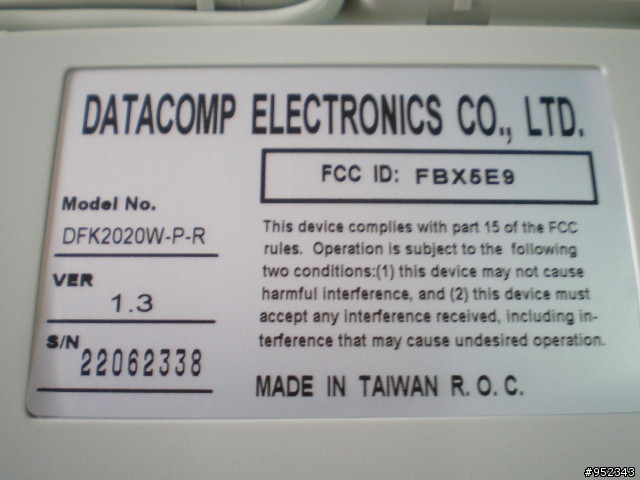 DATACOMP ELECTRONICS CO., LTD.
FCC ID: FBX5E9
Model No.
DFK2020W-P-R
VER
1.3
S/N
22062338
This device complies with part 15 of the FCC
rules. Operation is subject to the following
two conditions:(1) this device may not cause
harmful interference, and (2) this device must
accept any interference received, including in-
terference that may cause undesired operation.
MADE IN TAIWAN R.O.C.
#952343